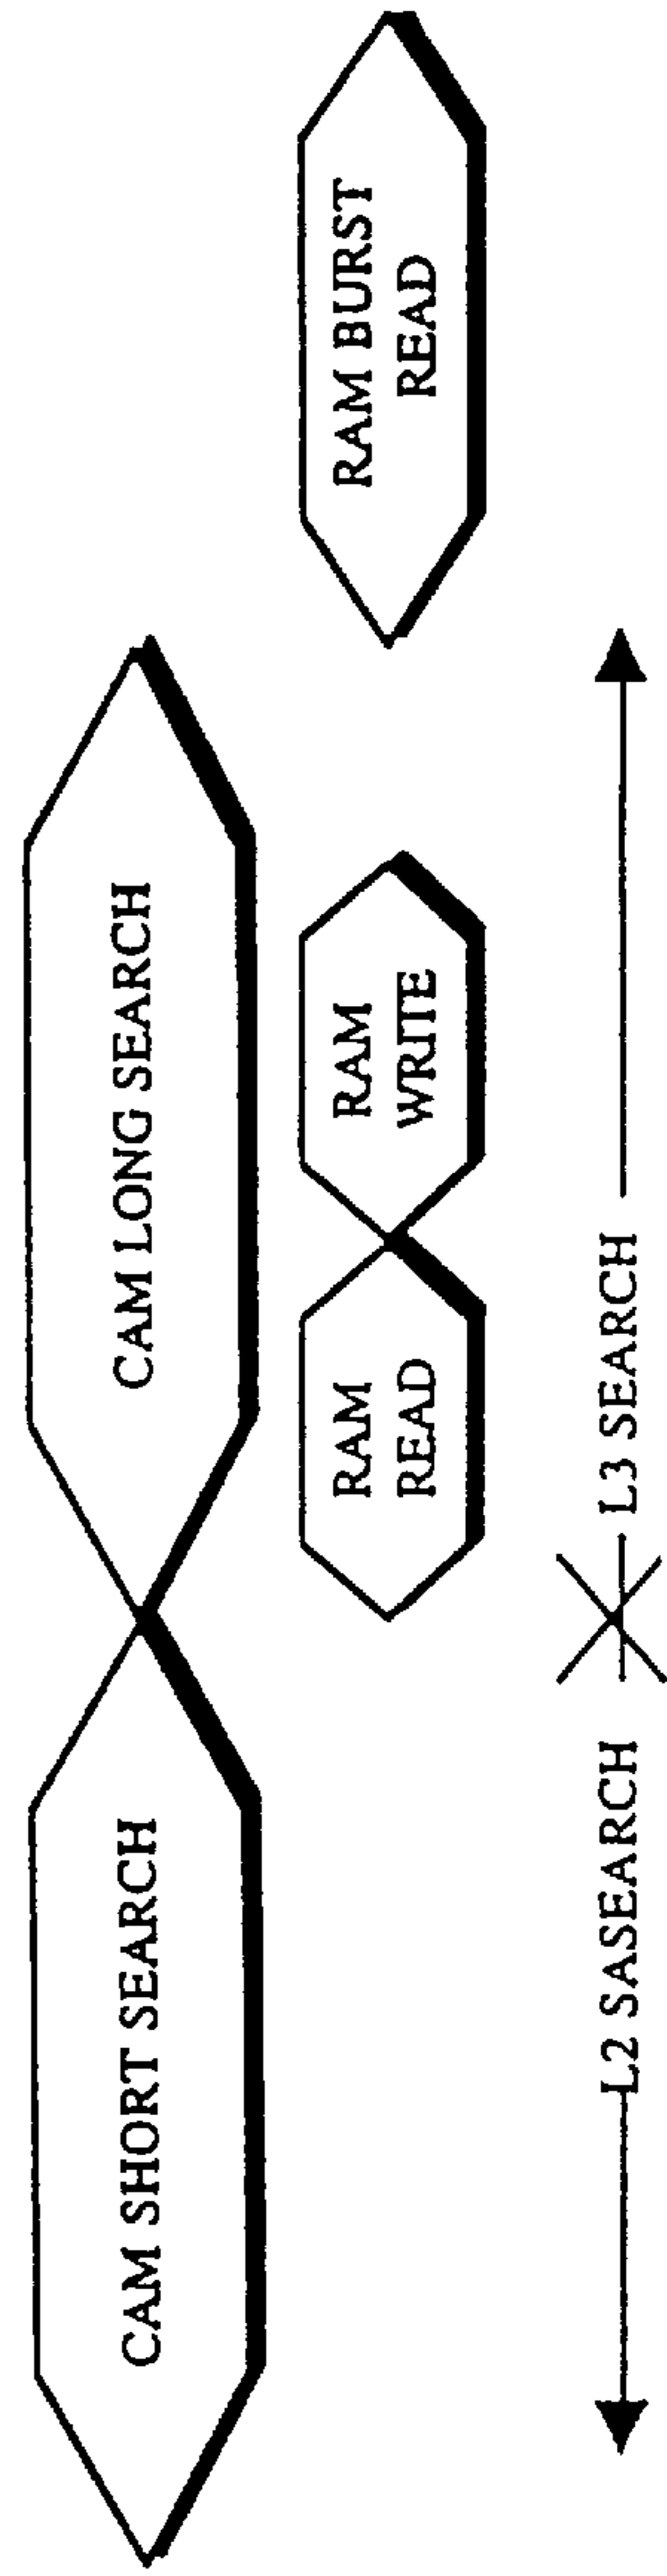 CAM SHORT SEARCH
CAM LONG SEARCH
RAM
READ
RAM
WRITE
RAM BURST
READ
L2 SASEARCH
L3 SEARCH